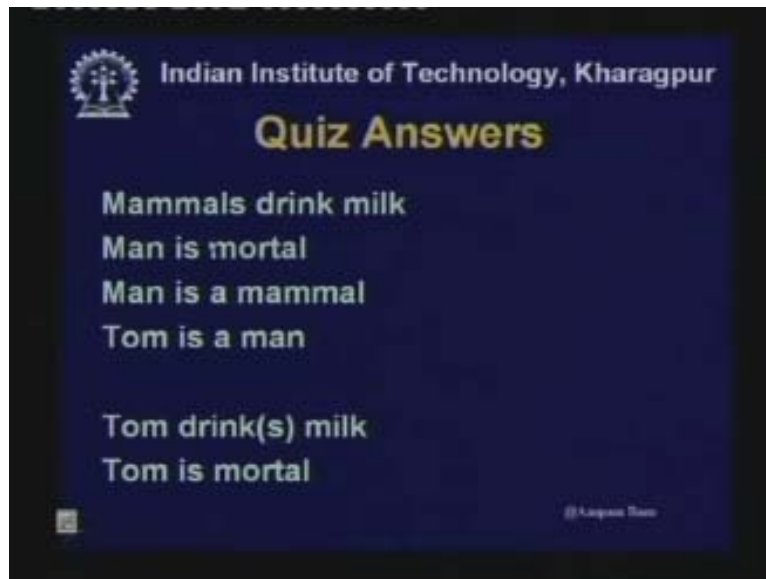 Indian Institute of Technology, Kharagpur
Quiz Answers
Mammals drink milk
Man is mortal
Man is a mammal
Tom is a man
Tom drink(s) milk
Tom is mortal